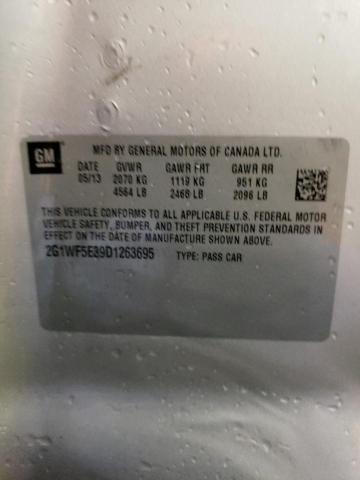 GM
MFD BY GENERAL MOTORS OF CANADA LTD.
DATE GVWR GAWR FRT GAWR RR
05/13 2070 KG 1119 KG 951 KG
4564 LB 2468 LB 2096 LB
THIS VEHICLE CONFORMS TO ALL APPLICABLE U.S. FEDERAL MOTOR
VEHICLE SAFETY, BUMPER, AND THEFT PREVENTION STANDARDS IN
EFFECT ON THE DATE OF MANUFACTURE SHOWN ABOVE.
2G1WF5E39D1263695 TYPE: PASS CAR